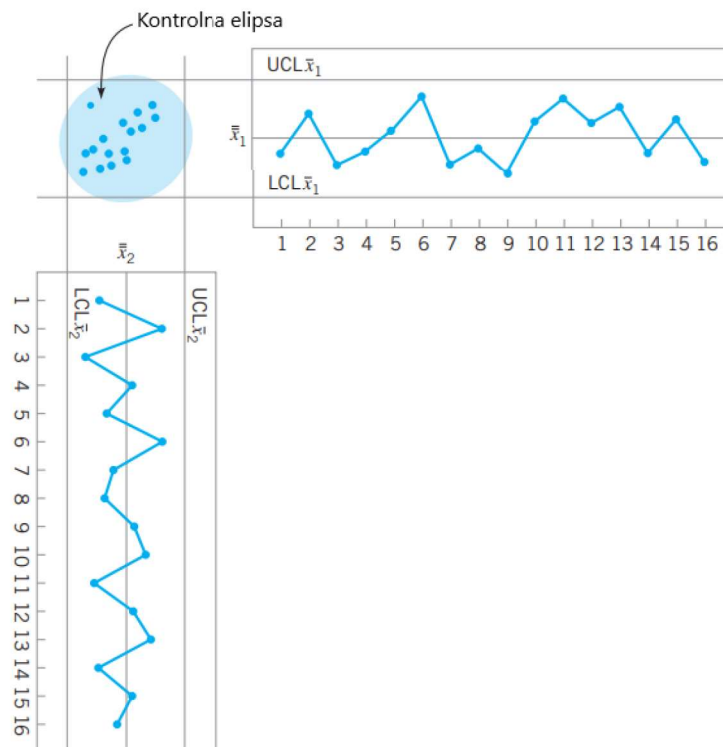 Kontrolna elipsa
UCL x̄₁
x̿₁
LCL x̄₁
1 2 3 4 5 6 7 8 9 10 11 12 13 14 15 16
x̿₂
LCL x̄₂
UCL x̄₂
1
2
3
4
5
6
7
8
9
10
11
12
13
14
15
16